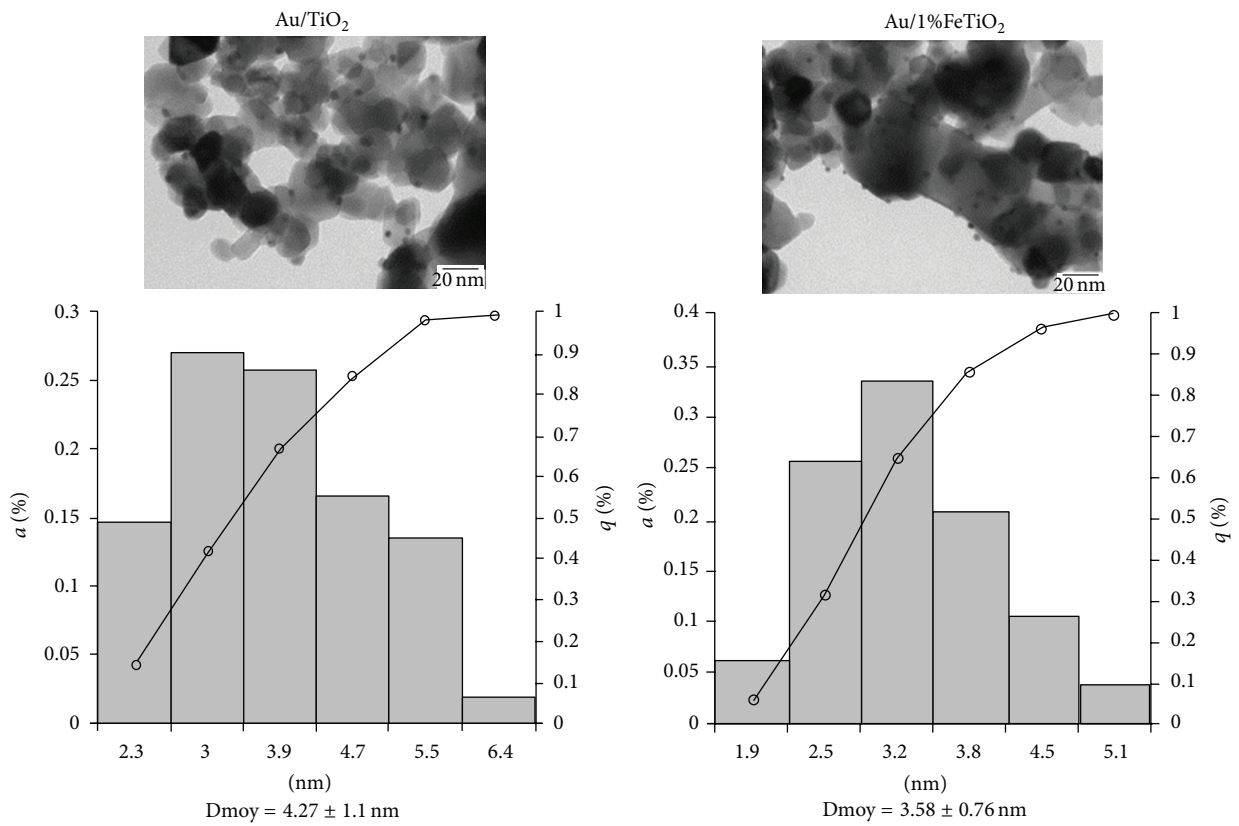 Au/TiO₂
20 nm
0.3
0.25
0.2
0.15
0.1
0.05
0
a (%)
1
0.9
0.8
0.7
0.6
0.5
0.4
0.3
0.2
0.1
0
q (%)
2.3 3 3.9 4.7 5.5 6.4
(nm)
Dmoy = 4.27 ± 1.1 nm
Au/1%FeTiO₂
20 nm
0.4
0.35
0.3
0.25
0.2
0.15
0.1
0.05
0
a (%)
1
0.9
0.8
0.7
0.6
0.5
0.4
0.3
0.2
0.1
0
q (%)
1.9 2.5 3.2 3.8 4.5 5.1
(nm)
Dmoy = 3.58 ± 0.76 nm